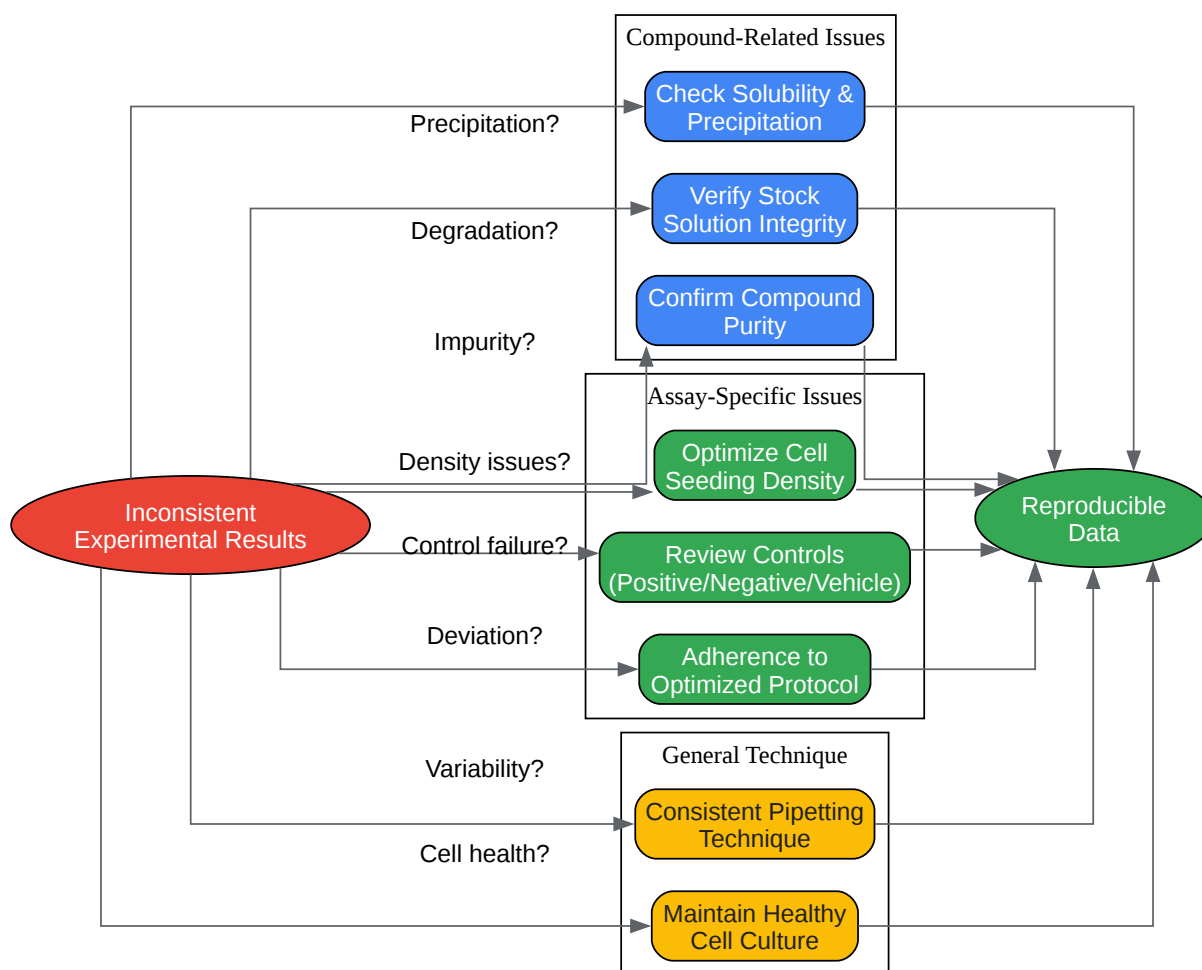 Compound-Related Issues
Check Solubility &
Precipitation
Precipitation?
Verify Stock
Solution Integrity
Degradation?
Confirm Compound
Purity
Impurity?
Assay-Specific Issues
Density issues?
Optimize Cell
Seeding Density
Inconsistent
Experimental Results
Reproducible
Data
Control failure?
Review Controls
(Positive/Negative/Vehicle)
Deviation?
Adherence to
Optimized Protocol
General Technique
Variability?
Consistent Pipetting
Technique
Cell health?
Maintain Healthy
Cell Culture